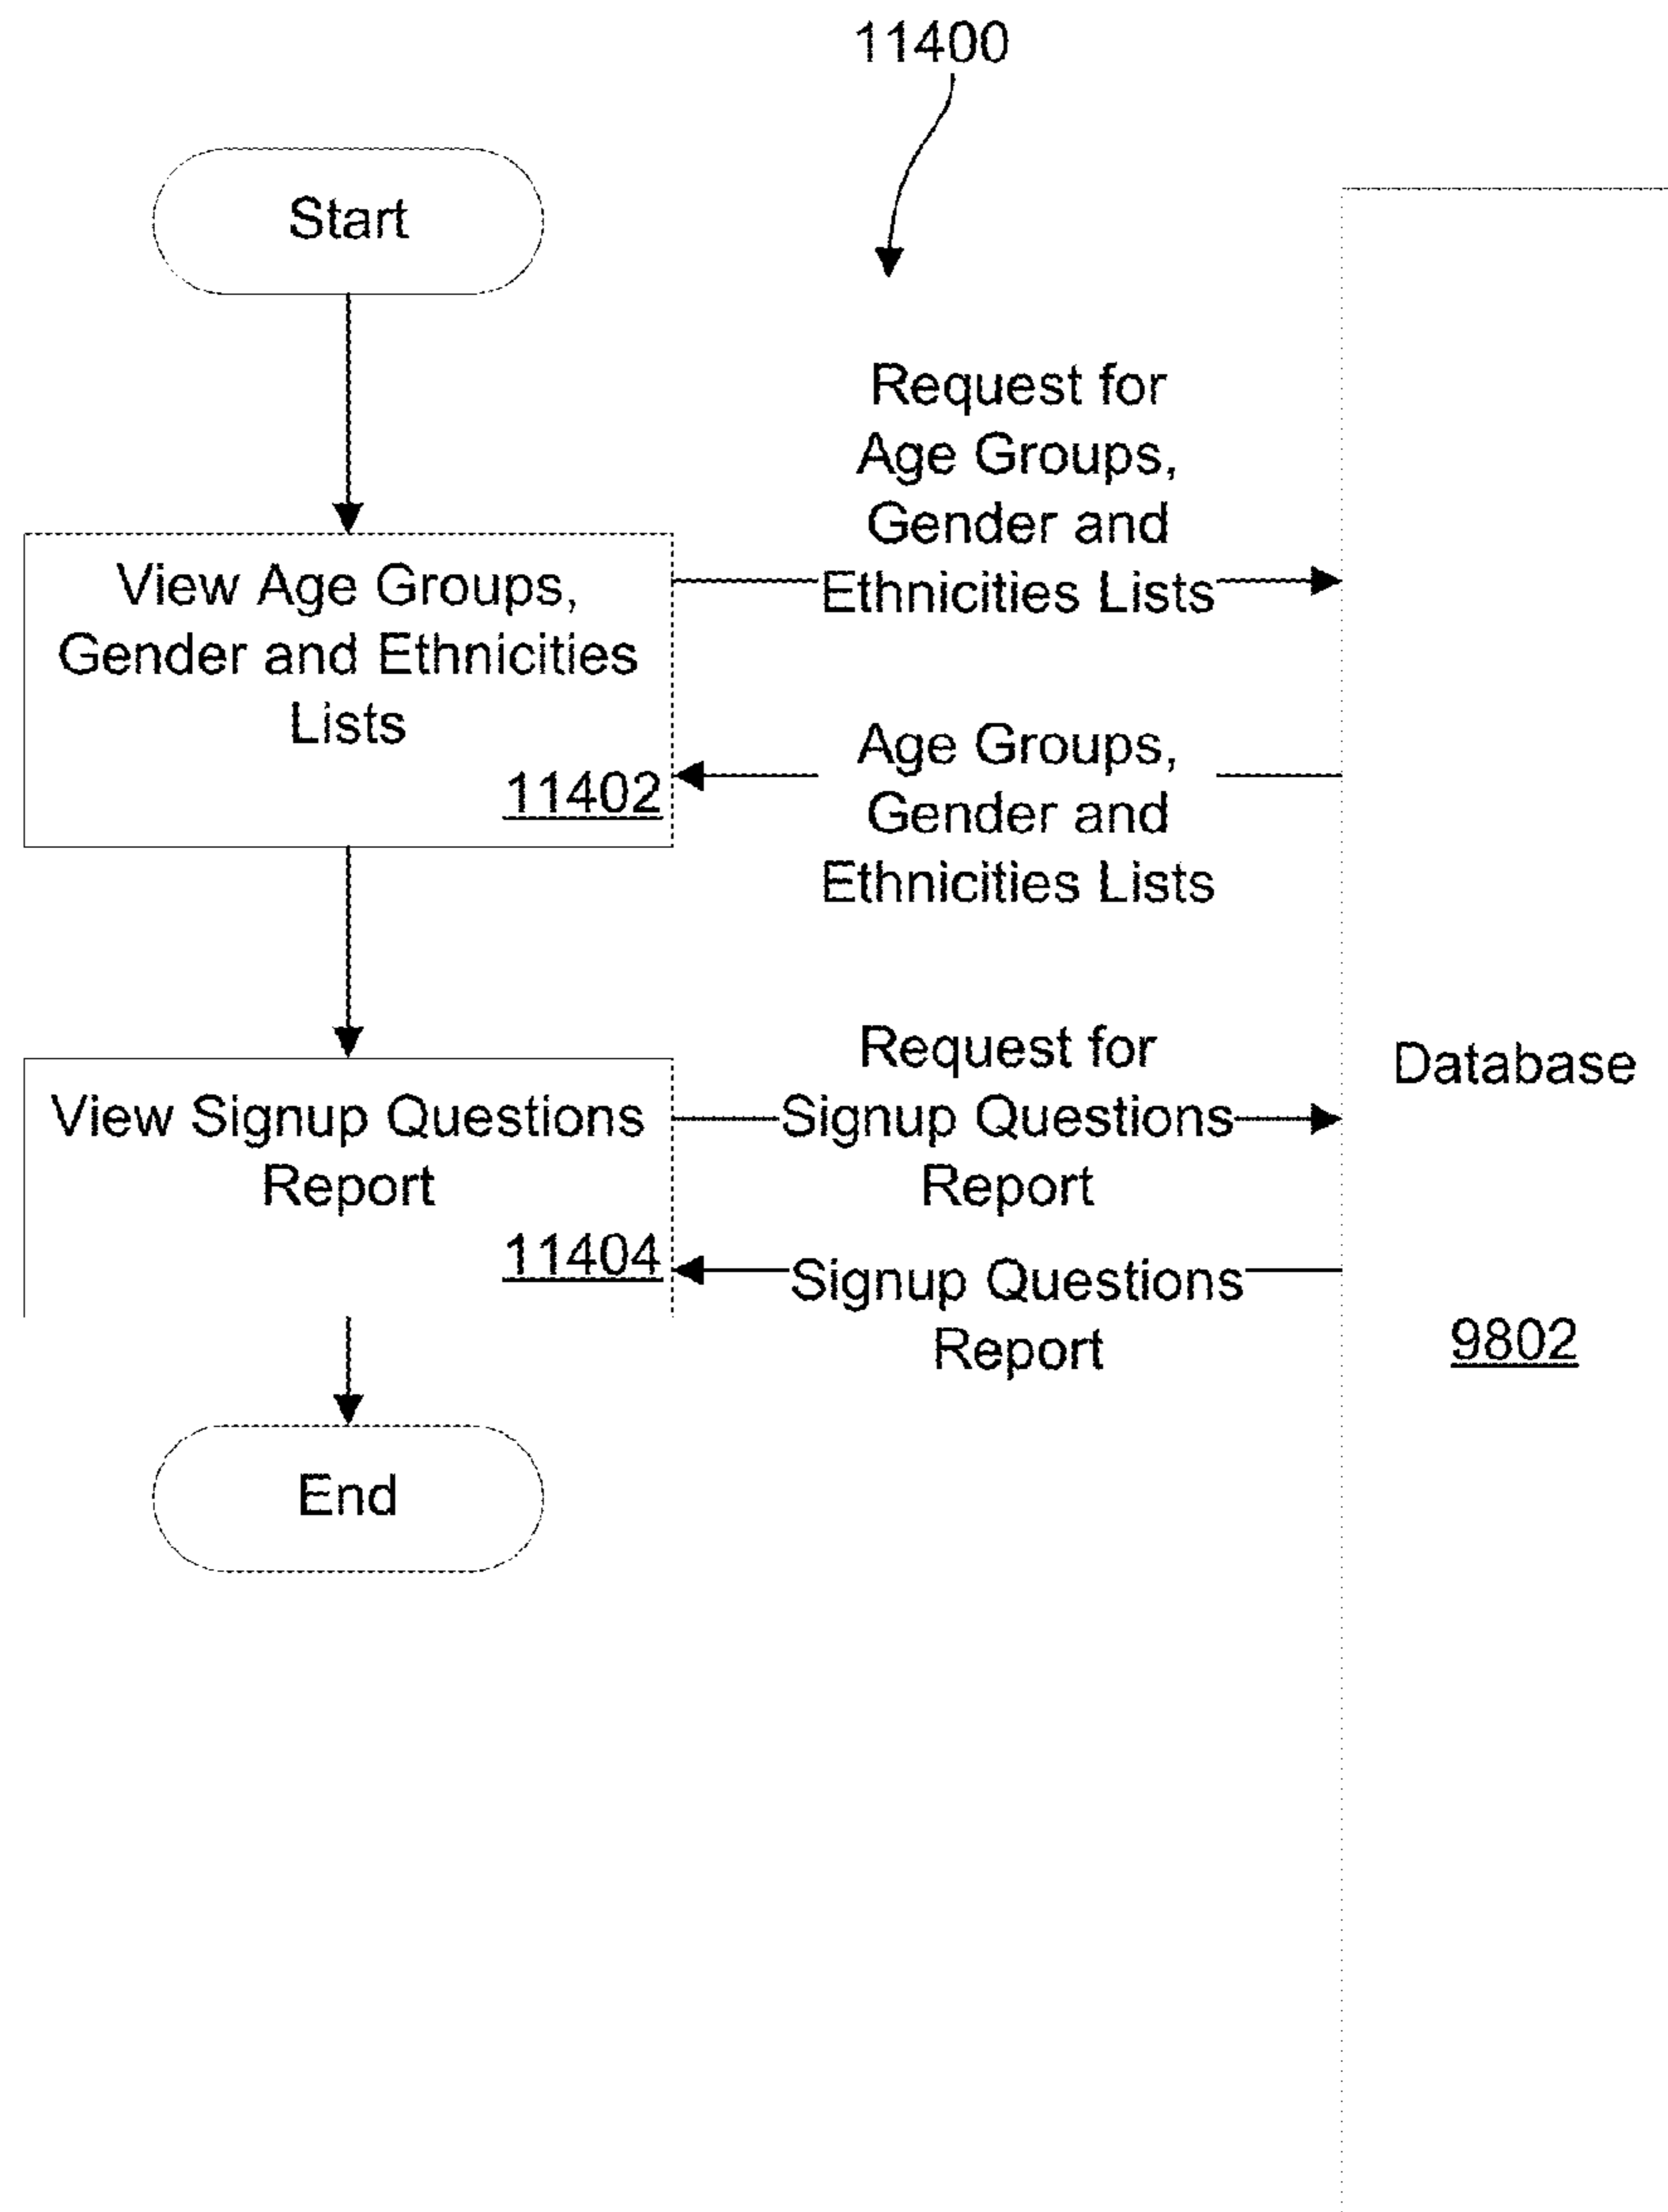 11400
Start
Request for
Age Groups,
Gender and
Ethnicities Lists
View Age Groups,
Gender and Ethnicities
Lists
11402
Age Groups,
Gender and
Ethnicities Lists
View Signup Questions
Report
11404
Request for
Signup Questions
Report
Signup Questions
Report
Database
9802
End